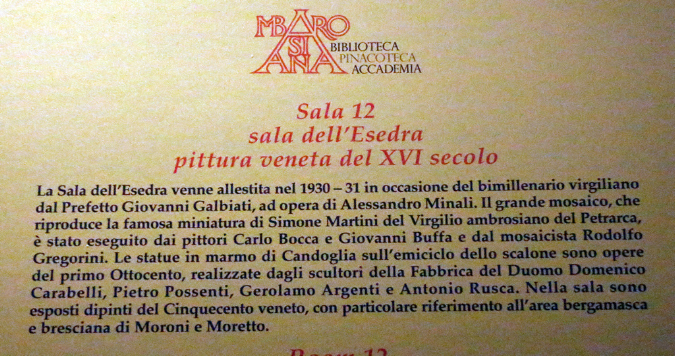 AMBROSIANA
BIBLIOTECA
PINACOTECA
ACCADEMIA
Sala 12
sala dell'Esedra
pittura veneta del XVI secolo
La Sala dell'Esedra venne allestita nel 1930 – 31 in occasione del bimillenario virgiliano
dal Prefetto Giovanni Galbiati, ad opera di Alessandro Minali. Il grande mosaico, che
riproduce la famosa miniatura di Simone Martini del Virgilio ambrosiano del Petrarca,
è stato eseguito dai pittori Carlo Bocca e Giovanni Buffa e dal mosaicista Rodolfo
Gregorini. Le statue in marmo di Candoglia sull'emiciclo dello scalone sono opere
del primo Ottocento, realizzate dagli scultori della Fabbrica del Duomo Domenico
Carabelli, Pietro Possenti, Gerolamo Argenti e Antonio Rusca. Nella sala sono
esposti dipinti del Cinquecento veneto, con particolare riferimento all'area bergamasca
e bresciana di Moroni e Moretto.
Room 12